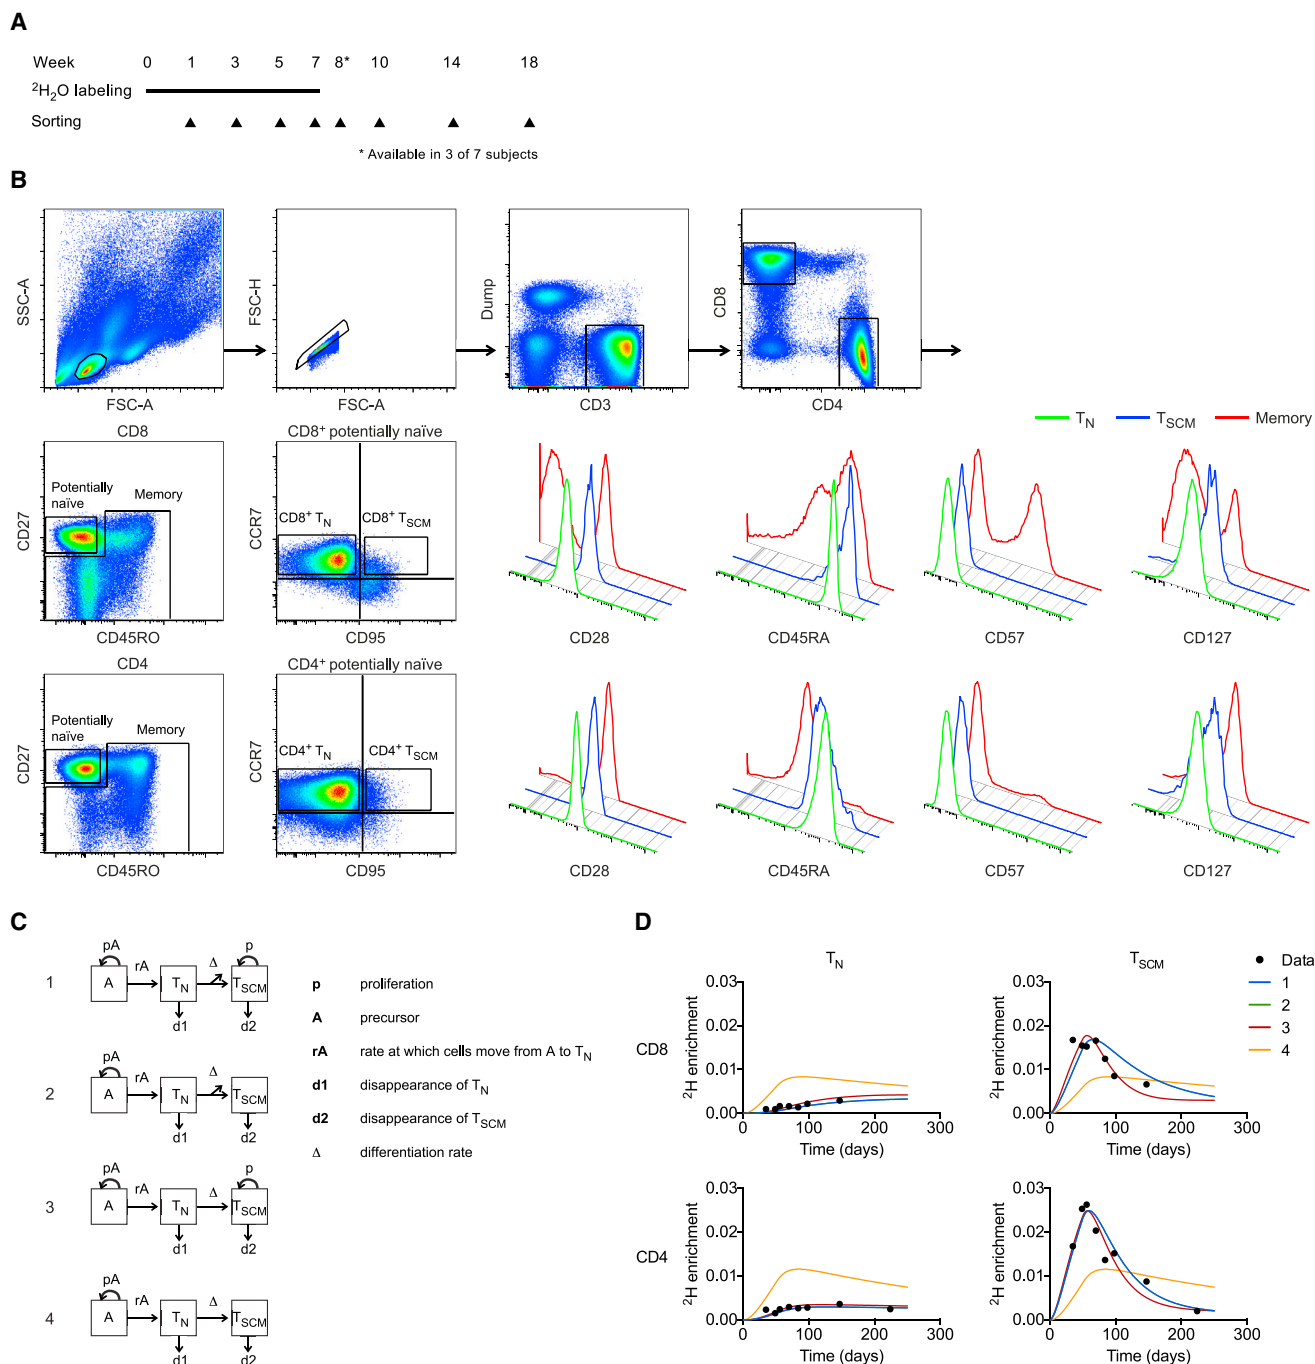 A
Week 0 1 3 5 7 8* 10 14 18
²H₂O labeling
Sorting
* Available in 3 of 7 subjects
B
SSC-A
FSC-A
FSC-H
FSC-A
Dump
CD3
CD8
CD4
T_N T_SCM Memory
CD8
Potentially
naïve
Memory
CD27
CD45RO
CD8⁺ potentially naïve
CD8⁺ T_N
CD8⁺ T_SCM
CCR7
CD95
CD28
CD45RA
CD57
CD127
CD4
Potentially
naïve
Memory
CD27
CD45RO
CD4⁺ potentially naïve
CD4⁺ T_N
CD4⁺ T_SCM
CCR7
CD95
CD28
CD45RA
CD57
CD127
C
1
pA
A
rA
T_N
Δ
p
T_SCM
d1
d2
2
pA
A
rA
T_N
Δ
T_SCM
d1
d2
3
pA
A
rA
T_N
Δ
p
T_SCM
d1
d2
4
pA
A
rA
T_N
Δ
T_SCM
d1
d2
p proliferation
A precursor
rA rate at which cells move from A to T_N
d1 disappearance of T_N
d2 disappearance of T_SCM
Δ differentiation rate
D
T_N
T_SCM
Data
1
2
3
4
CD8
²H enrichment
0.03
0.02
0.01
0.00
0 100 200 300
Time (days)
²H enrichment
0.03
0.02
0.01
0.00
0 100 200 300
Time (days)
CD4
²H enrichment
0.03
0.02
0.01
0.00
0 100 200 300
Time (days)
²H enrichment
0.03
0.02
0.01
0.00
0 100 200 300
Time (days)